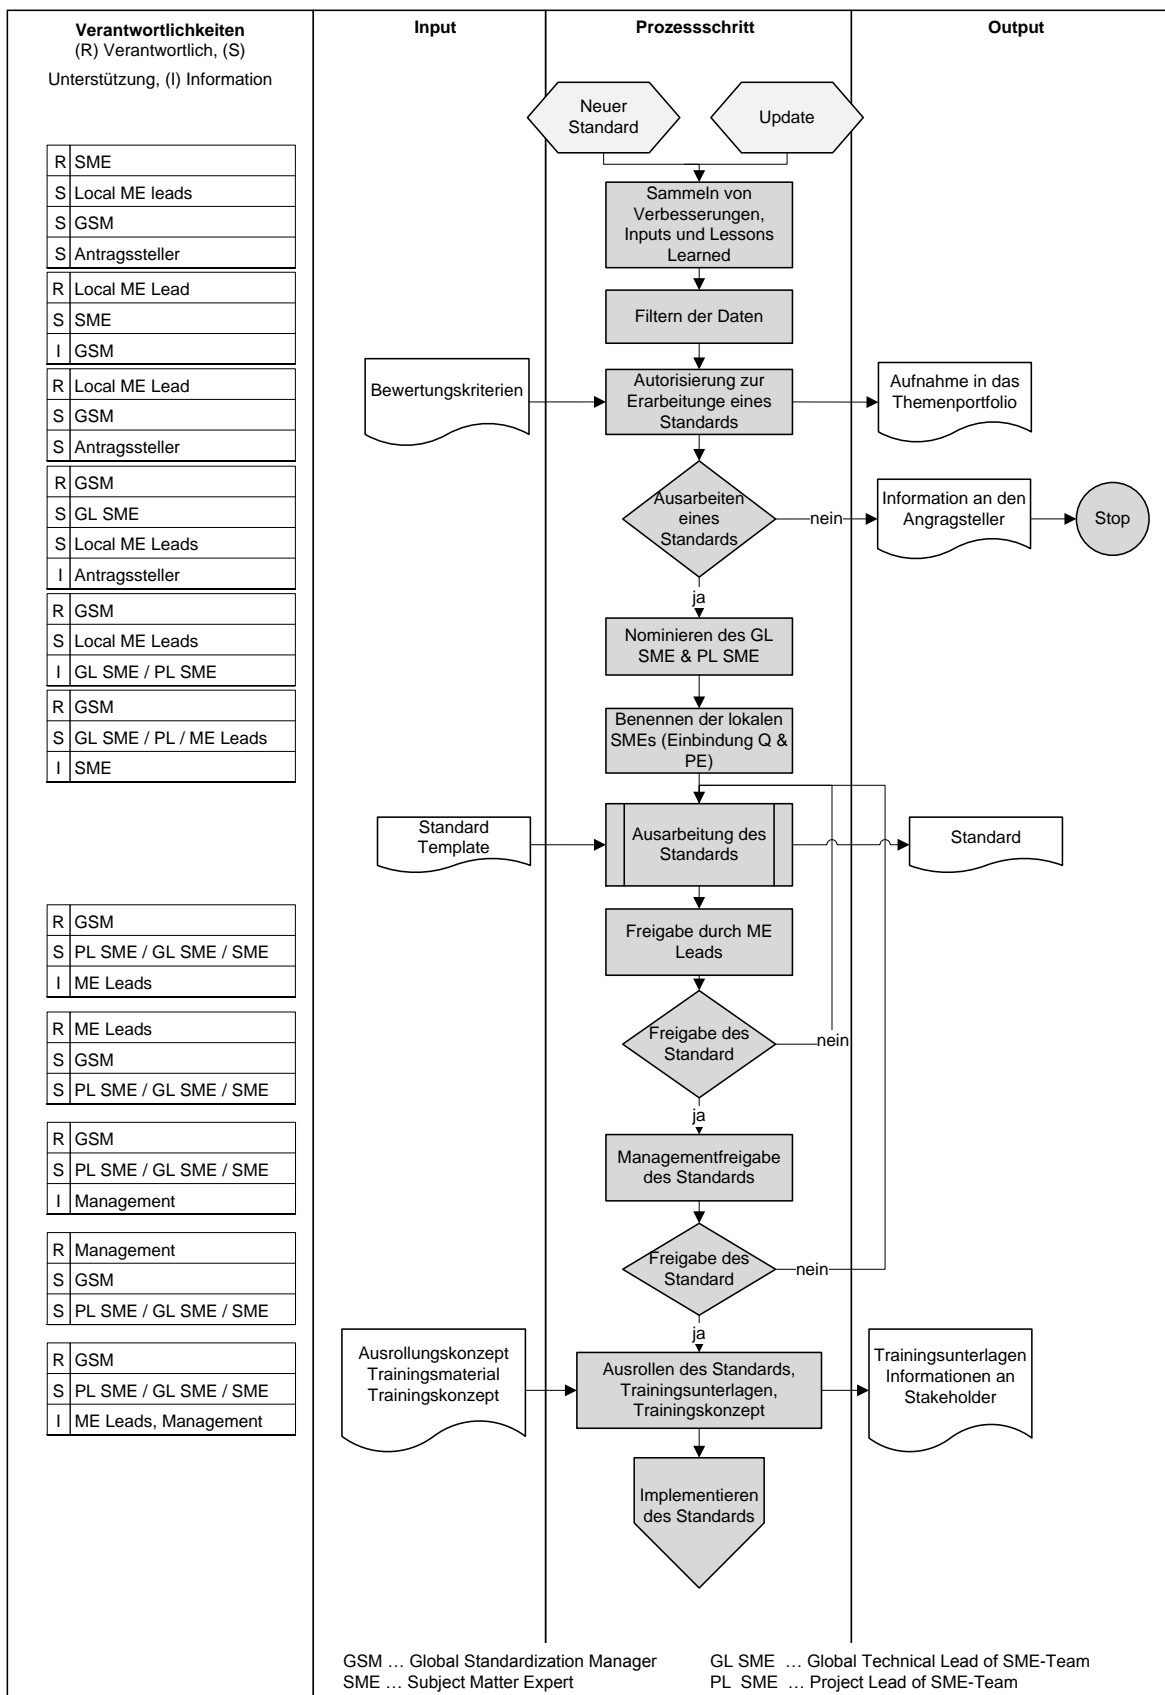 Verantwortlichkeiten
(R) Verantwortlich, (S)
Unterstützung, (I) Information
Input
Prozessschritt
Output
Neuer
Standard
Update
R SME
S Local ME leads
S GSM
S Antragssteller
Sammeln von
Verbesserungen,
Inputs und Lessons
Learned
R Local ME Lead
S SME
I GSM
Filtern der Daten
R Local ME Lead
S GSM
S Antragssteller
Bewertungskriterien
Autorisierung zur
Erarbeitunge eines
Standards
Aufnahme in das
Themenportfolio
R GSM
S GL SME
S Local ME Leads
I Antragssteller
Ausarbeiten
eines
Standards
nein
Information an den
Angragsteller
Stop
ja
R GSM
S Local ME Leads
I GL SME / PL SME
Nominieren des GL
SME & PL SME
R GSM
S GL SME / PL / ME Leads
I SME
Benennen der lokalen
SMEs (Einbindung Q &
PE)
Standard
Template
Ausarbeitung des
Standards
Standard
R GSM
S PL SME / GL SME / SME
I ME Leads
Freigabe durch ME
Leads
R ME Leads
S GSM
S PL SME / GL SME / SME
Freigabe des
Standard
nein
ja
R GSM
S PL SME / GL SME / SME
I Management
Managementfreigabe
des Standards
R Management
S GSM
S PL SME / GL SME / SME
Freigabe des
Standard
nein
ja
R GSM
S PL SME / GL SME / SME
I ME Leads, Management
Ausrollungskonzept
Trainingsmaterial
Trainingskonzept
Ausrollen des Standards,
Trainingsunterlagen,
Trainingskonzept
Trainingsunterlagen
Informationen an
Stakeholder
Implementieren
des Standards
GSM … Global Standardization Manager
SME … Subject Matter Expert
GL SME … Global Technical Lead of SME-Team
PL SME … Project Lead of SME-Team